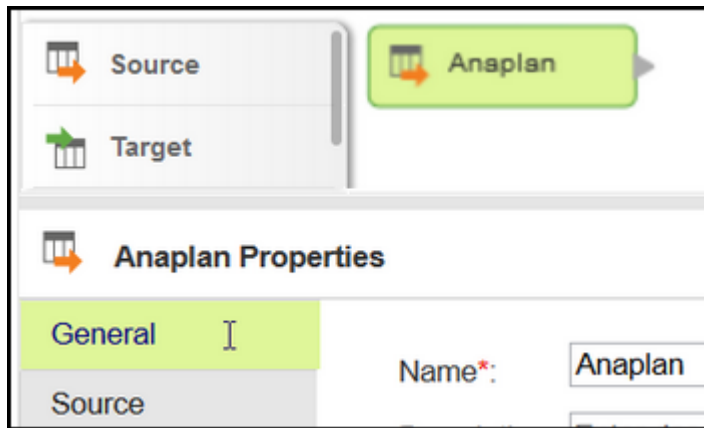 Source
Anaplan
Target
Anaplan Properties
General
Name*:
Anaplan
Source